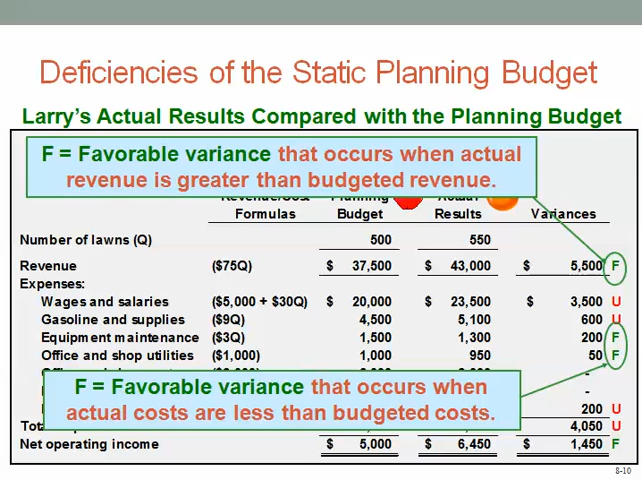 Deficiencies of the Static Planning Budget
Larry's Actual Results Compared with the Planning Budget
F = Favorable variance that occurs when actual
revenue is greater than budgeted revenue.
Formulas Budget Results Variances
Number of lawns (Q) 500 550
Revenue ($75Q) $ 37,500 $ 43,000 $ 5,500 F
Expenses:
Wages and salaries ($5,000 + $30Q) $ 20,000 $ 23,500 $ 3,500 U
Gasoline and supplies ($9Q) 4,500 5,100 600 U
Equipment maintenance ($3Q) 1,500 1,300 200 F
Office and shop utilities ($1,000) 1,000 950 50 F
-
F = Favorable variance that occurs when
actual costs are less than budgeted costs.
-
200 U
4,050 U
Net operating income $ 5,000 $ 6,450 $ 1,450 F
8-10